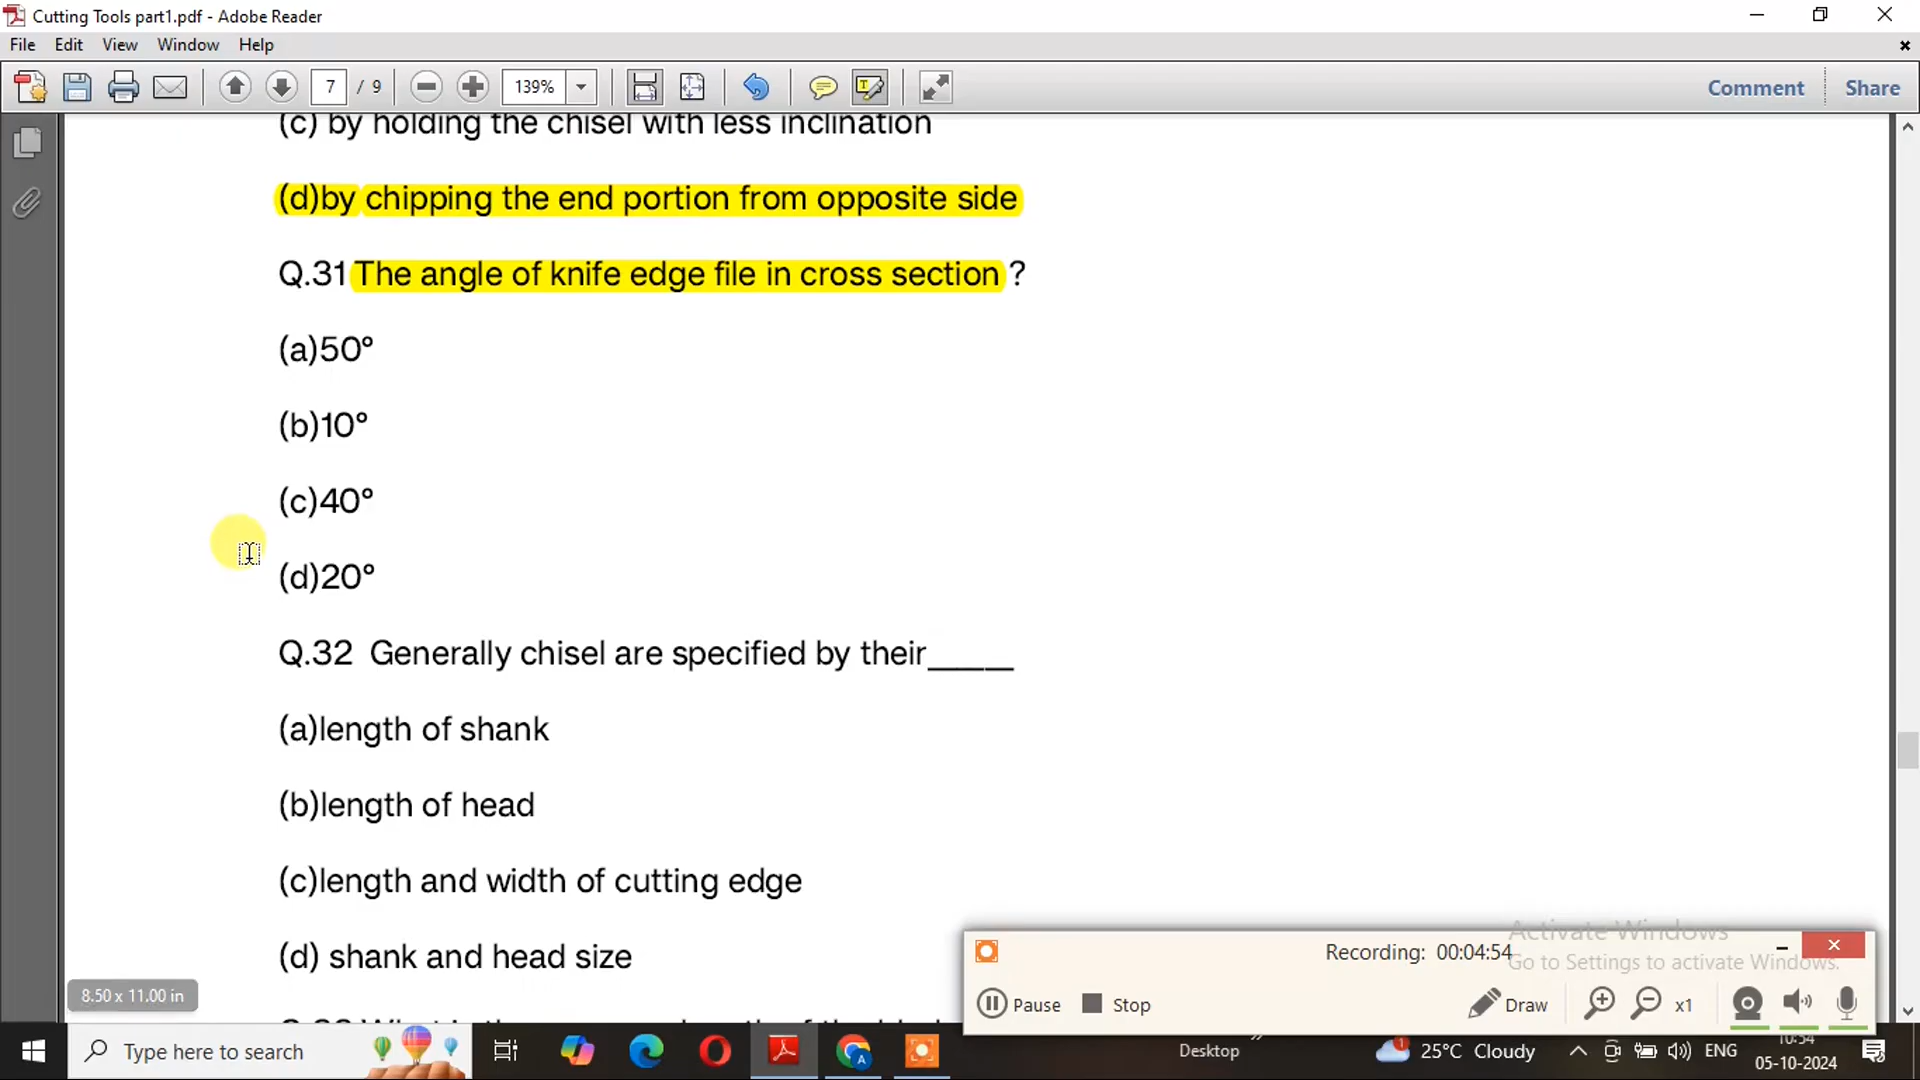 Cutting Tools part1.pdf - Adobe Reader
File Edit View Window Help
7 / 9 139% Comment Share
(c) by holding the chisel with less inclination
(d)by chipping the end portion from opposite side
Q.31 The angle of knife edge file in cross section ?
(a)50°
(b)10°
(c)40°
(d)20°
Q.32 Generally chisel are specified by their_____
(a)length of shank
(b)length of head
(c)length and width of cutting edge
(d) shank and head size
8.50 x 11.00 in
Activate Windows
Go to Settings to activate Windows.
Recording: 00:04:54
Pause Stop Draw x1
Type here to search
Desktop
25°C Cloudy
ENG
10:54
05-10-2024